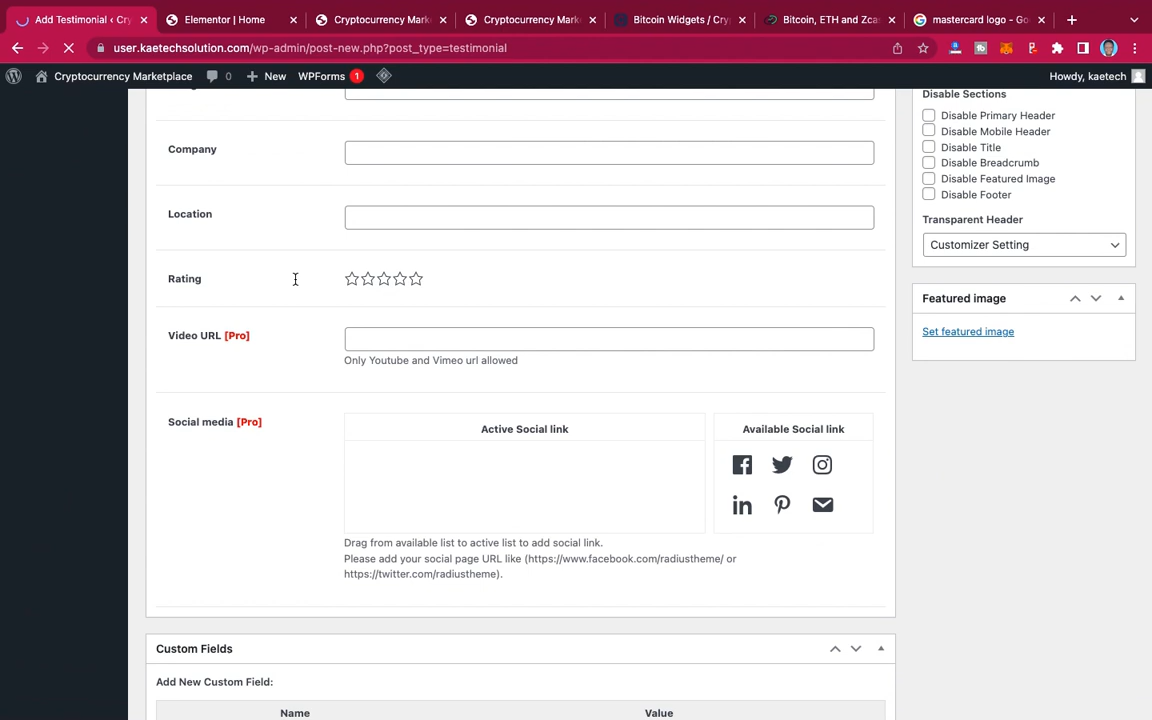 Add Testimonial ‹ Cry
Elementor | Home
Cryptocurrency Mark
Cryptocurrency Mark
Bitcoin Widgets / Cry
Bitcoin, ETH and Zcas
mastercard logo - Go
user.kaetechsolution.com/wp-admin/post-new.php?post_type=testimonial
Cryptocurrency Marketplace
0
New
WPForms 1
Howdy, kaetech
Disable Sections
Disable Primary Header
Disable Mobile Header
Disable Title
Disable Breadcrumb
Disable Featured Image
Disable Footer
Transparent Header
Customizer Setting
Featured image
Set featured image
Company
Location
Rating
Video URL [Pro]
Only Youtube and Vimeo url allowed
Social media [Pro]
Active Social link
Available Social link
Drag from available list to active list to add social link.
Please add your social page URL like (https://www.facebook.com/radiustheme/ or
https://twitter.com/radiustheme).
Custom Fields
Add New Custom Field:
Name
Value